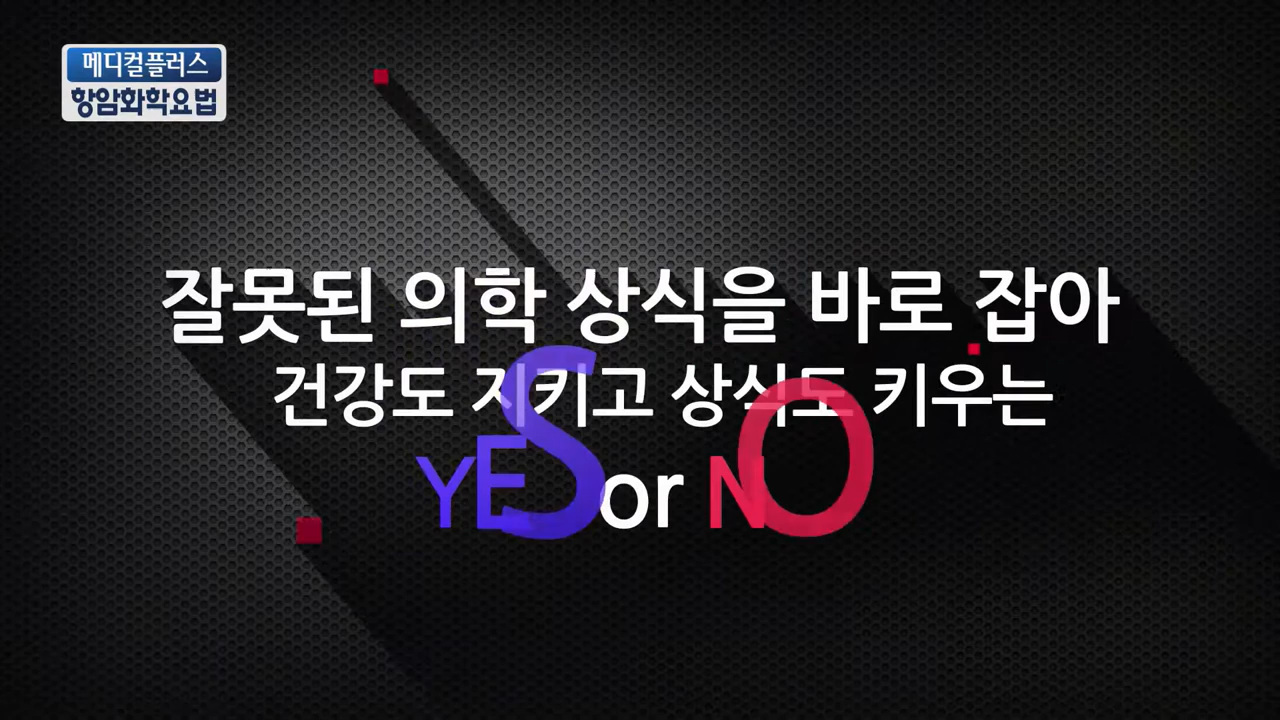 메디컬플러스
항암화학요법
잘못된 의학 상식을 바로 잡아
건강도 지키고 상식도 키우는
YES or NO